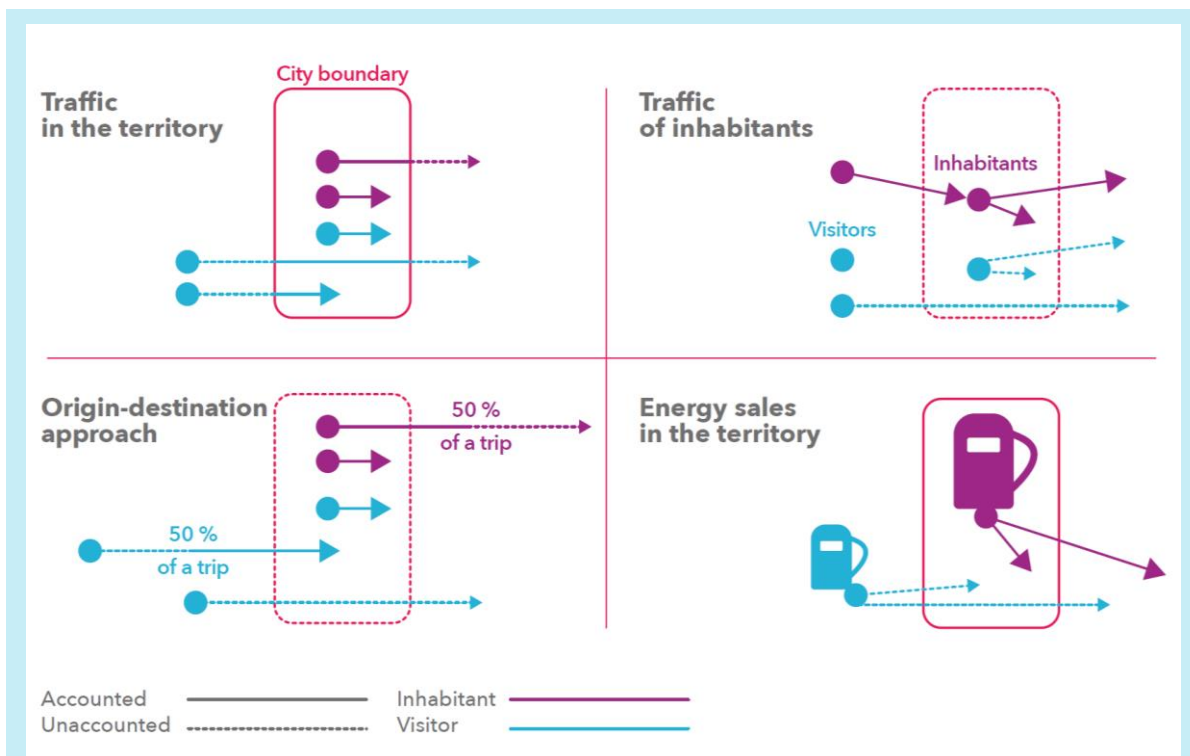 City boundary
Traffic
in the territory
Traffic
of inhabitants
Inhabitants
Visitors
Origin-destination
approach
50 %
of a trip
50 %
of a trip
Energy sales
in the territory
Accounted
Unaccounted
Inhabitant
Visitor